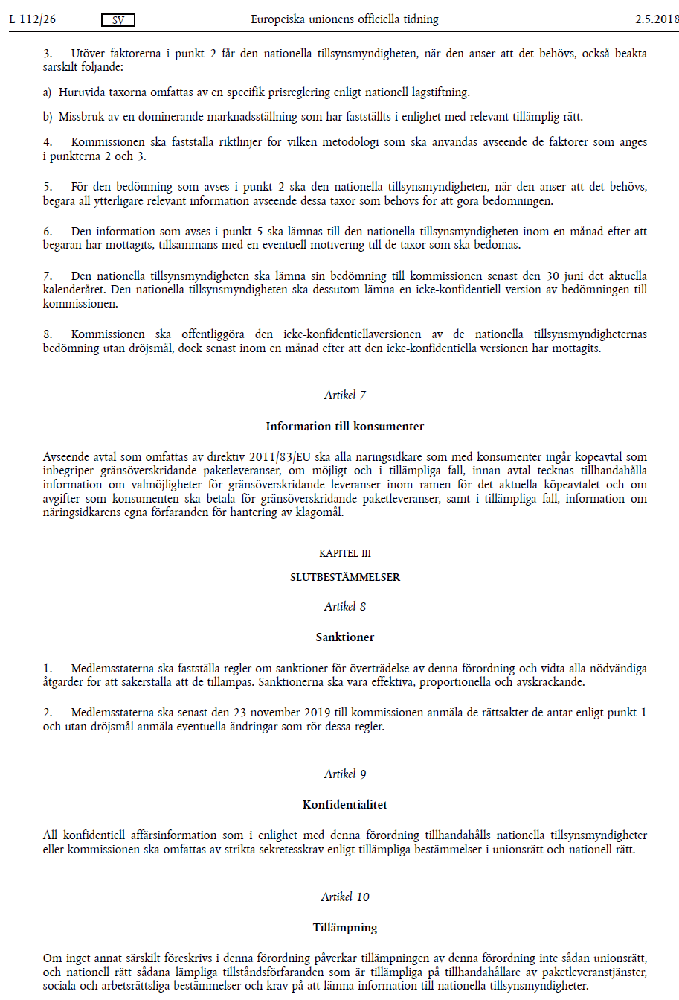 L 112/26 SV Europeiska unionens officiella tidning 2.5.2018
3. Utöver faktorerna i punkt 2 får den nationella tillsynsmyndigheten, när den anser att det behövs, också beakta
särskilt följande:
a) Huruvida taxorna omfattas av en specifik prisreglering enligt nationell lagstiftning.
b) Missbruk av en dominerande marknadsställning som har fastställts i enlighet med relevant tillämplig rätt.
4. Kommissionen ska fastställa riktlinjer för vilken metodologi som ska användas avseende de faktorer som anges
i punkterna 2 och 3.
5. För den bedömning som avses i punkt 2 ska den nationella tillsynsmyndigheten, när den anser att det behövs,
begära all ytterligare relevant information avseende dessa taxor som behövs för att göra bedömningen.
6. Den information som avses i punkt 5 ska lämnas till den nationella tillsynsmyndigheten inom en månad efter att
begäran har mottagits, tillsammans med en eventuell motivering till de taxor som ska bedömas.
7. Den nationella tillsynsmyndigheten ska lämna sin bedömning till kommissionen senast den 30 juni det aktuella
kalenderåret. Den nationella tillsynsmyndigheten ska dessutom lämna en icke-konfidentiell version av bedömningen till
kommissionen.
8. Kommissionen ska offentliggöra den icke-konfidentiellaversionen av de nationella tillsynsmyndigheternas
bedömning utan dröjsmål, dock senast inom en månad efter att den icke-konfidentiella versionen har mottagits.
Artikel 7
Information till konsumenter
Avseende avtal som omfattas av direktiv 2011/83/EU ska alla näringsidkare som med konsumenter ingår köpeavtal som
inbegriper gränsöverskridande paketleveranser, om möjligt och i tillämpliga fall, innan avtal tecknas tillhandahålla
information om valmöjligheter för gränsöverskridande leveranser inom ramen för det aktuella köpeavtalet och om
avgifter som konsumenten ska betala för gränsöverskridande paketleveranser, samt i tillämpliga fall, information om
näringsidkarens egna förfaranden för hantering av klagomål.
KAPITEL III
SLUTBESTÄMMELSER
Artikel 8
Sanktioner
1. Medlemsstaterna ska fastställa regler om sanktioner för överträdelse av denna förordning och vidta alla nödvändiga
åtgärder för att säkerställa att de tillämpas. Sanktionerna ska vara effektiva, proportionella och avskräckande.
2. Medlemsstaterna ska senast den 23 november 2019 till kommissionen anmäla de rättsakter de antar enligt punkt 1
och utan dröjsmål anmäla eventuella ändringar som rör dessa regler.
Artikel 9
Konfidentialitet
All konfidentiell affärsinformation som i enlighet med denna förordning tillhandahålls nationella tillsynsmyndigheter
eller kommissionen ska omfattas av strikta sekretesskrav enligt tillämpliga bestämmelser i unionsrätt och nationell rätt.
Artikel 10
Tillämpning
Om inget annat särskilt föreskrivs i denna förordning påverkar tillämpningen av denna förordning inte sådan unionsrätt,
och nationell rätt sådana lämpliga tillståndsförfaranden som är tillämpliga på tillhandahållare av paketleveranstjänster,
sociala och arbetsrättsliga bestämmelser och krav på att lämna information till nationella tillsynsmyndigheter.